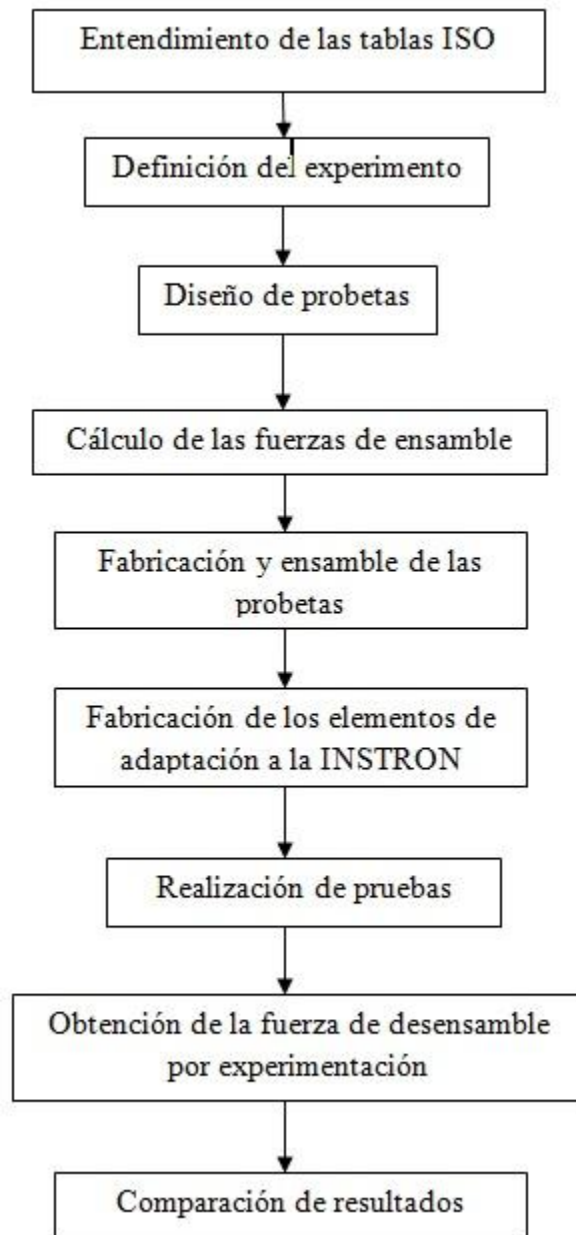 Entendimiento de las tablas ISO
Definición del experimento
Diseño de probetas
Cálculo de las fuerzas de ensamble
Fabricación y ensamble de las
probetas
Fabricación de los elementos de
adaptación a la INSTRON
Realización de pruebas
Obtención de la fuerza de desensamble
por experimentación
Comparación de resultados